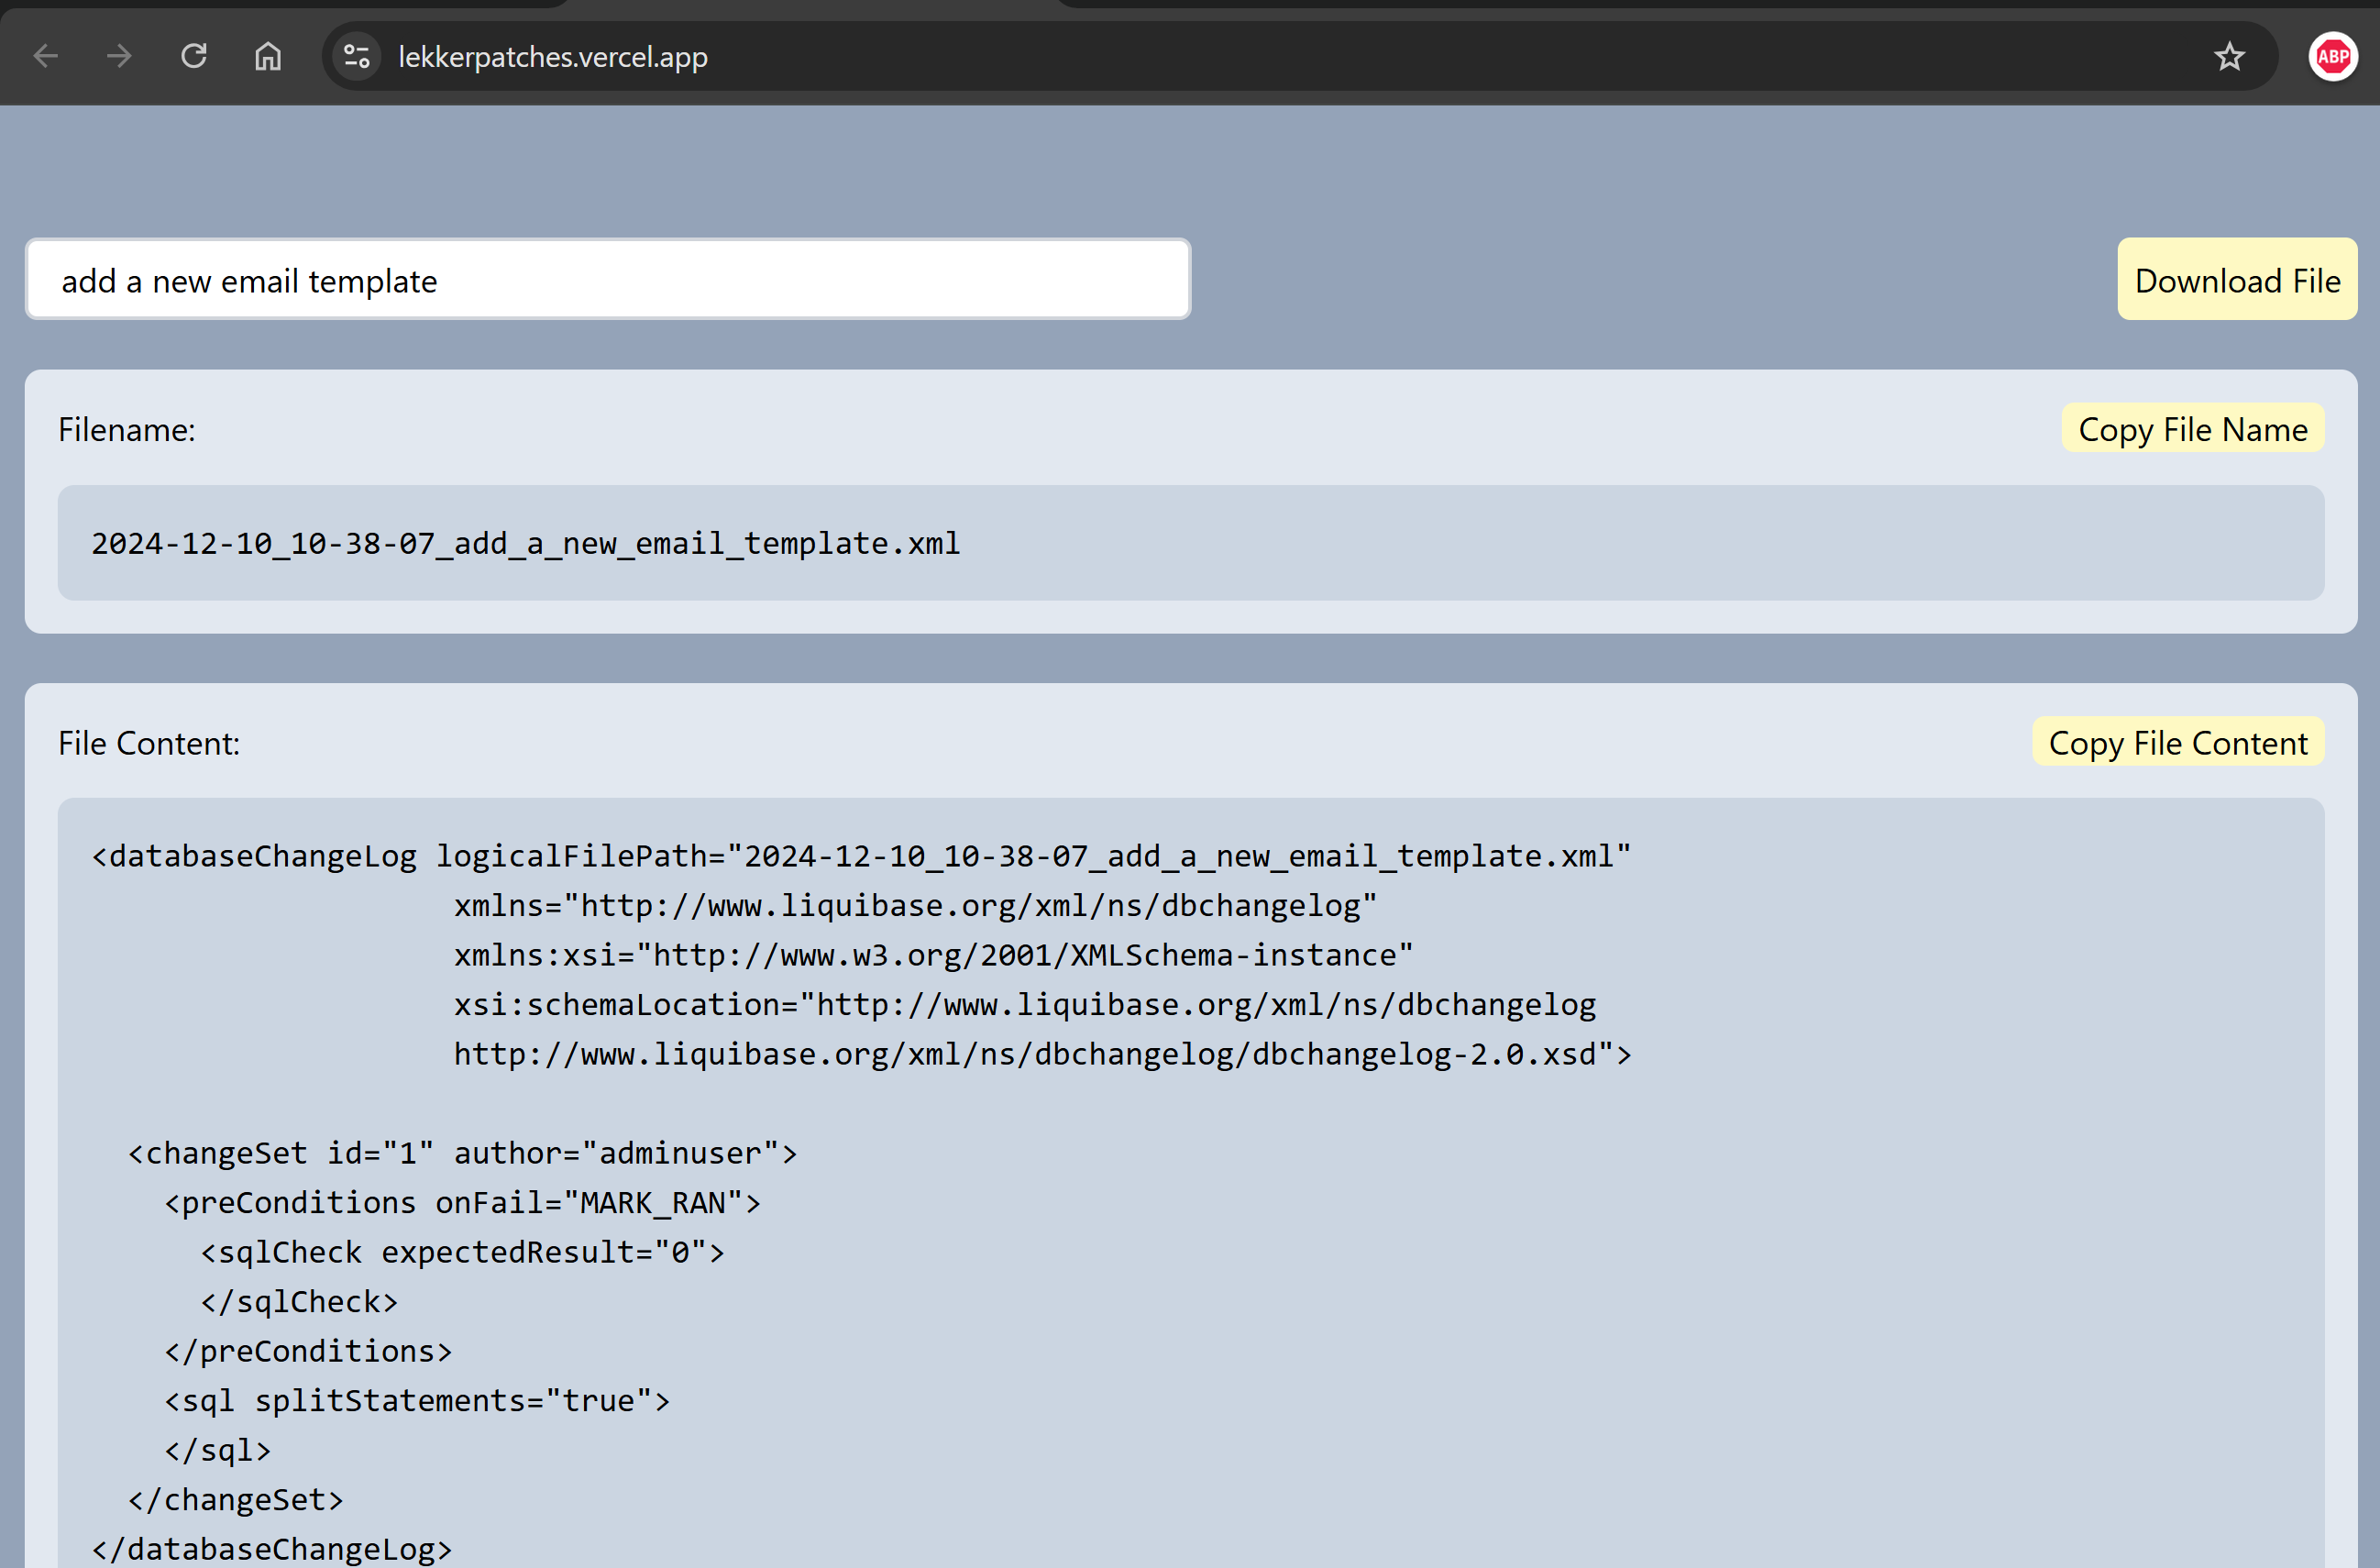 lekkerpatches.vercel.app
ABP
add a new email template
Download File
Filename:
Copy File Name
2024-12-10_10-38-07_add_a_new_email_template.xml
File Content:
Copy File Content
<databaseChangeLog logicalFilePath="2024-12-10_10-38-07_add_a_new_email_template.xml"
xmlns="http://www.liquibase.org/xml/ns/dbchangelog"
xmlns:xsi="http://www.w3.org/2001/XMLSchema-instance"
xsi:schemaLocation="http://www.liquibase.org/xml/ns/dbchangelog
http://www.liquibase.org/xml/ns/dbchangelog/dbchangelog-2.0.xsd">
<changeSet id="1" author="adminuser">
<preConditions onFail="MARK_RAN">
<sqlCheck expectedResult="0">
</sqlCheck>
</preConditions>
<sql splitStatements="true">
</sql>
</changeSet>
</databaseChangeLog>